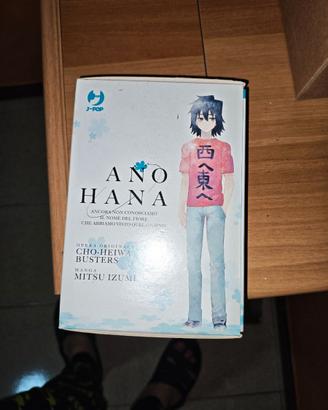 J-POP
ANO
HANA
ANCORA NON CONOSCIAMO
IL NOME DEL FIORE
CHE ABBIAMO VISTO QUEL GIORNO
OPERA ORIGINALE
CHO-HEIWA
BUSTERS
MANGA
MITSU IZUMI
西へ東へ